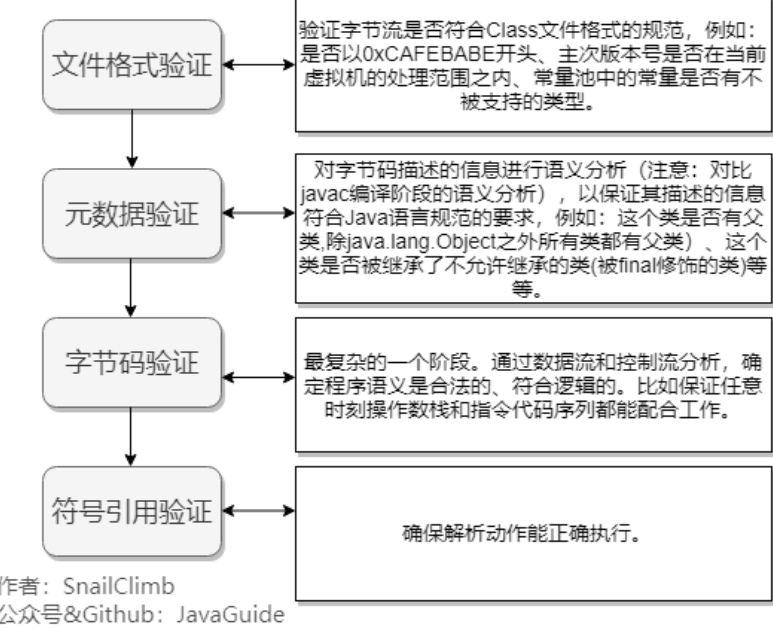 文件格式验证
验证字节流是否符合Class文件格式的规范，例如：
是否以0xCAFEBABE开头、主次版本号是否在当前
虚拟机的处理范围之内、常量池中的常量是否有不
被支持的类型。
元数据验证
对字节码描述的信息进行语义分析（注意：对比
javac编译阶段的语义分析），以保证其描述的信息
符合Java语言规范的要求，例如：这个类是否有父
类,除java.lang.Object之外所有类都有父类）、这个
类是否被继承了不允许继承的类(被final修饰的类)等
等。
字节码验证
最复杂的一个阶段。通过数据流和控制流分析，确
定程序语义是合法的、符合逻辑的。比如保证任意
时刻操作数栈和指令代码序列都能配合工作。
符号引用验证
确保解析动作能正确执行。
作者：SnailClimb
公众号&Github：JavaGuide